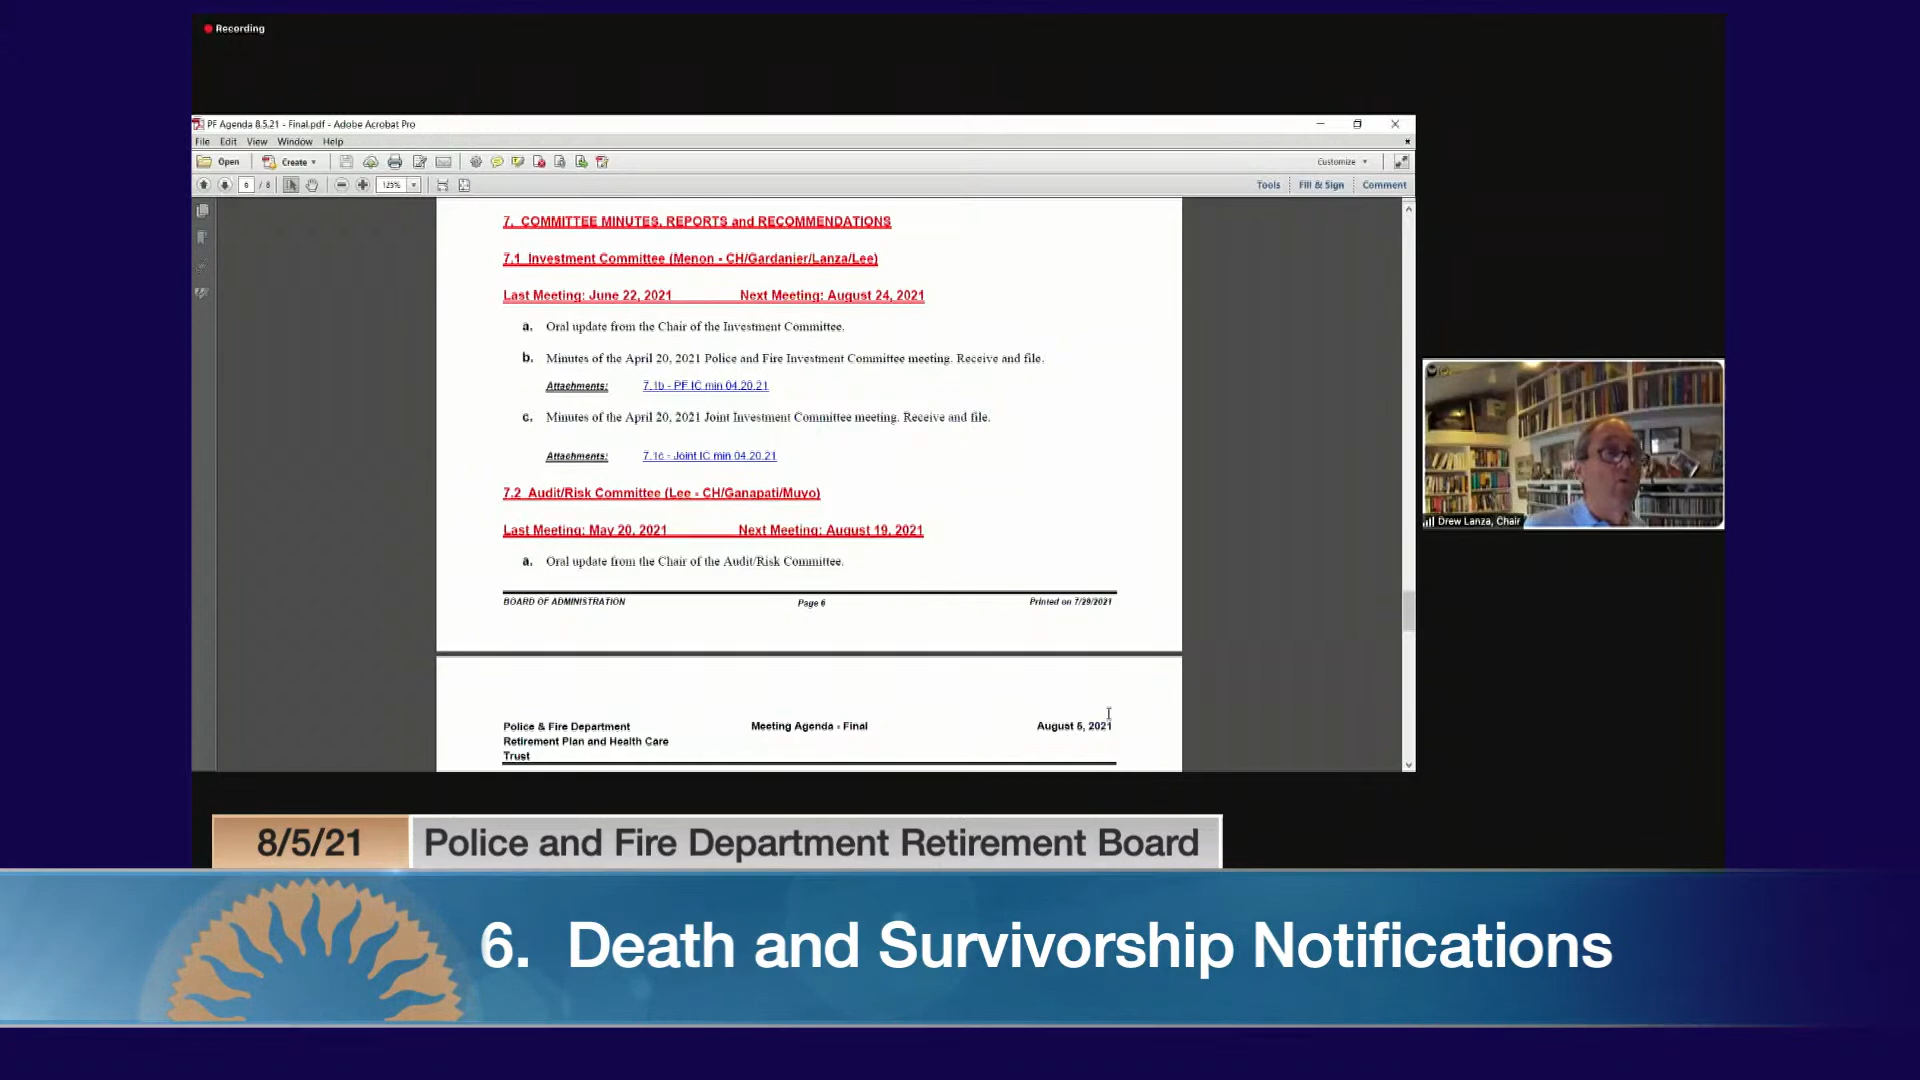 Recording
PF Agenda 8.5.21 - Final.pdf - Adobe Acrobat Pro
File Edit View Window Help
Open Create Customize
6 / 8 123% Tools Fill & Sign Comment
7. COMMITTEE MINUTES, REPORTS and RECOMMENDATIONS
7.1 Investment Committee (Menon - CH/Gardanier/Lanza/Lee)
Last Meeting: June 22, 2021 Next Meeting: August 24, 2021
a. Oral update from the Chair of the Investment Committee.
b. Minutes of the April 20, 2021 Police and Fire Investment Committee meeting. Receive and file.
Attachments: 7.1b - PF IC min 04.20.21
c. Minutes of the April 20, 2021 Joint Investment Committee meeting. Receive and file.
Attachments: 7.1c - Joint IC min 04.20.21
7.2 Audit/Risk Committee (Lee - CH/Ganapati/Muyo)
Last Meeting: May 20, 2021 Next Meeting: August 19, 2021
a. Oral update from the Chair of the Audit/Risk Committee.
BOARD OF ADMINISTRATION Page 6 Printed on 7/29/2021
Police & Fire Department Meeting Agenda - Final August 5, 2021
Retirement Plan and Health Care
Trust
Drew Lanza, Chair
8/5/21 Police and Fire Department Retirement Board
6. Death and Survivorship Notifications